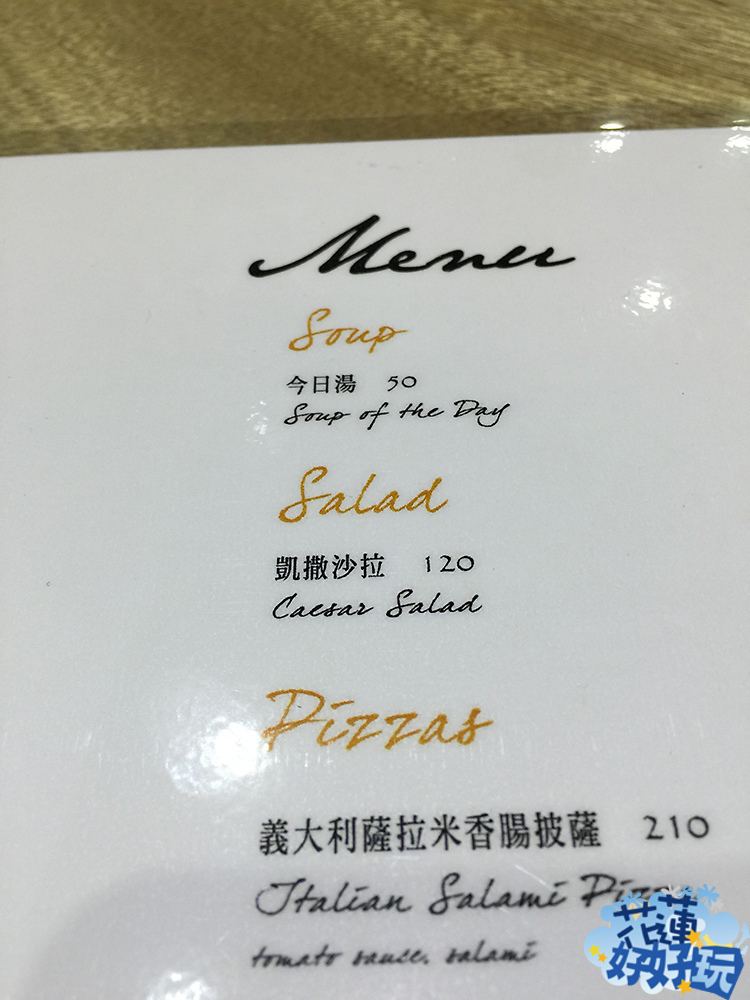 Menu
Soup
今日湯 50
Soup of the Day
Salad
凱撒沙拉 120
Caesar Salad
Pizzas
義大利薩拉米香腸披薩 210
Italian Salami Pizza
tomato sauce, salami
花蓮
好好玩